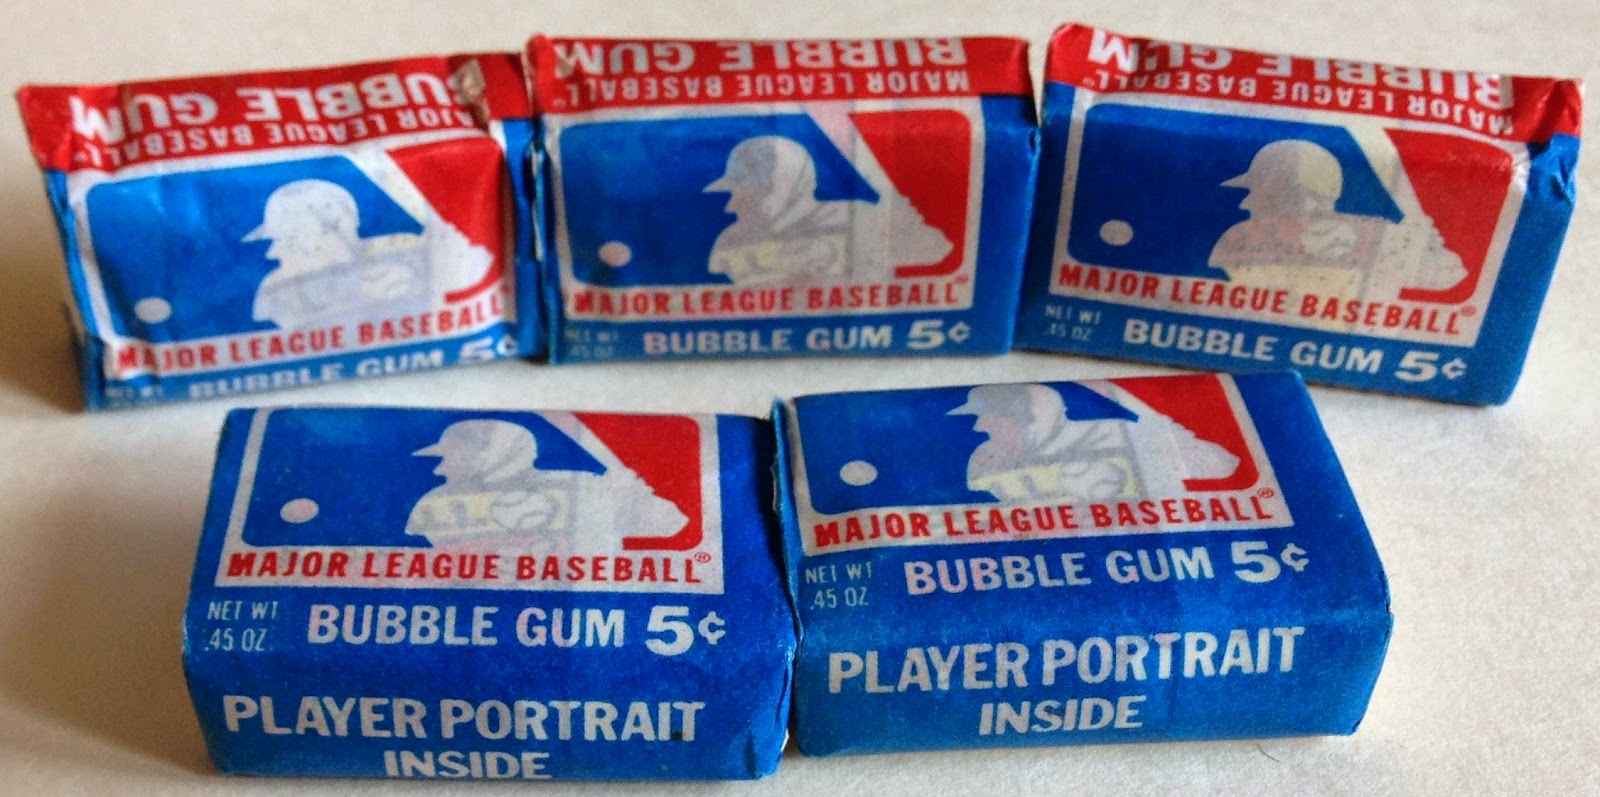 BUBBLE GUM
MAJOR LEAGUE BASEBALL
MAJOR LEAGUE BASEBALL
BUBBLE GUM 5¢
BUBBLE GUM
MAJOR LEAGUE BASEBALL
MAJOR LEAGUE BASEBALL
NET WT
.45 OZ
BUBBLE GUM 5¢
BUBBLE GUM
MAJOR LEAGUE BASEBALL
MAJOR LEAGUE BASEBALL®
NET WT
.45 OZ
BUBBLE GUM 5¢
MAJOR LEAGUE BASEBALL®
NET WT
.45 OZ.
BUBBLE GUM 5¢
PLAYER PORTRAIT
INSIDE
MAJOR LEAGUE BASEBALL®
NET WT
.45 OZ
BUBBLE GUM 5¢
PLAYER PORTRAIT
INSIDE